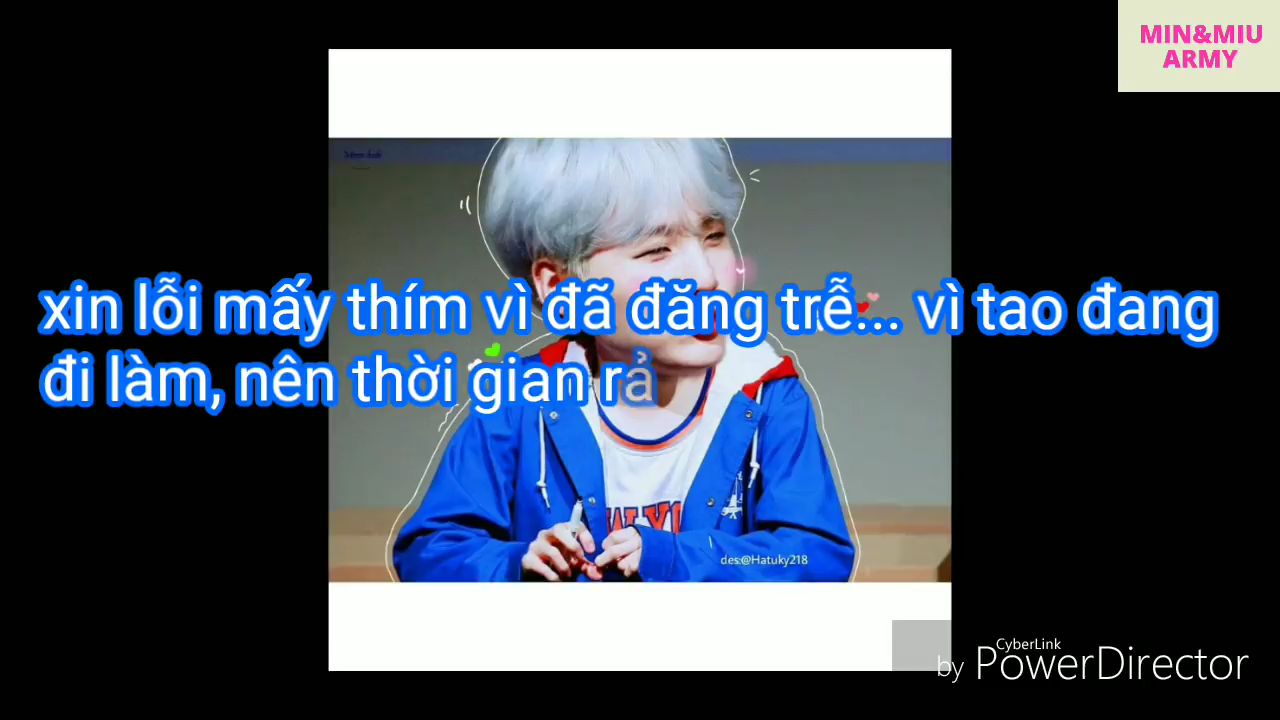 MIN&MIU
ARMY
xin lỗi mấy thím vì đã đăng trễ... vì tao đang
đi làm, nên thời gian rả
des:@Hatuky218
CyberLink
by PowerDirector